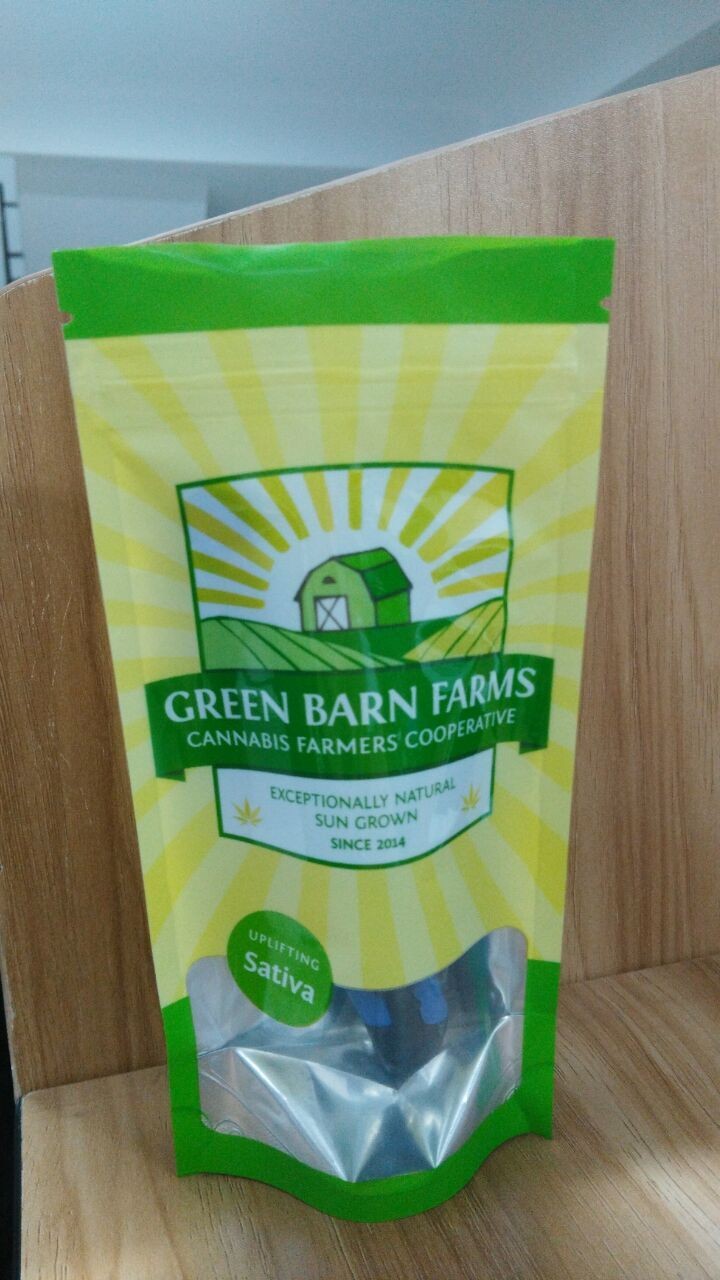 GREEN BARN FARMS
CANNABIS FARMERS COOPERATIVE
EXCEPTIONALLY NATURAL
SUN GROWN
SINCE 2014
UPLIFTING
Sativa